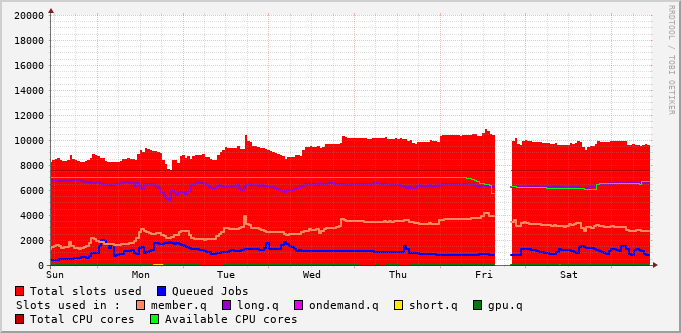 20000
18000
16000
14000
12000
10000
8000
6000
4000
2000
0
Sun Mon Tue Wed Thu Fri Sat
Total slots used Queued Jobs
Slots used in : member.q long.q ondemand.q short.q gpu.q
Total CPU cores Available CPU cores
RRDTOOL / TOBI OETIKER